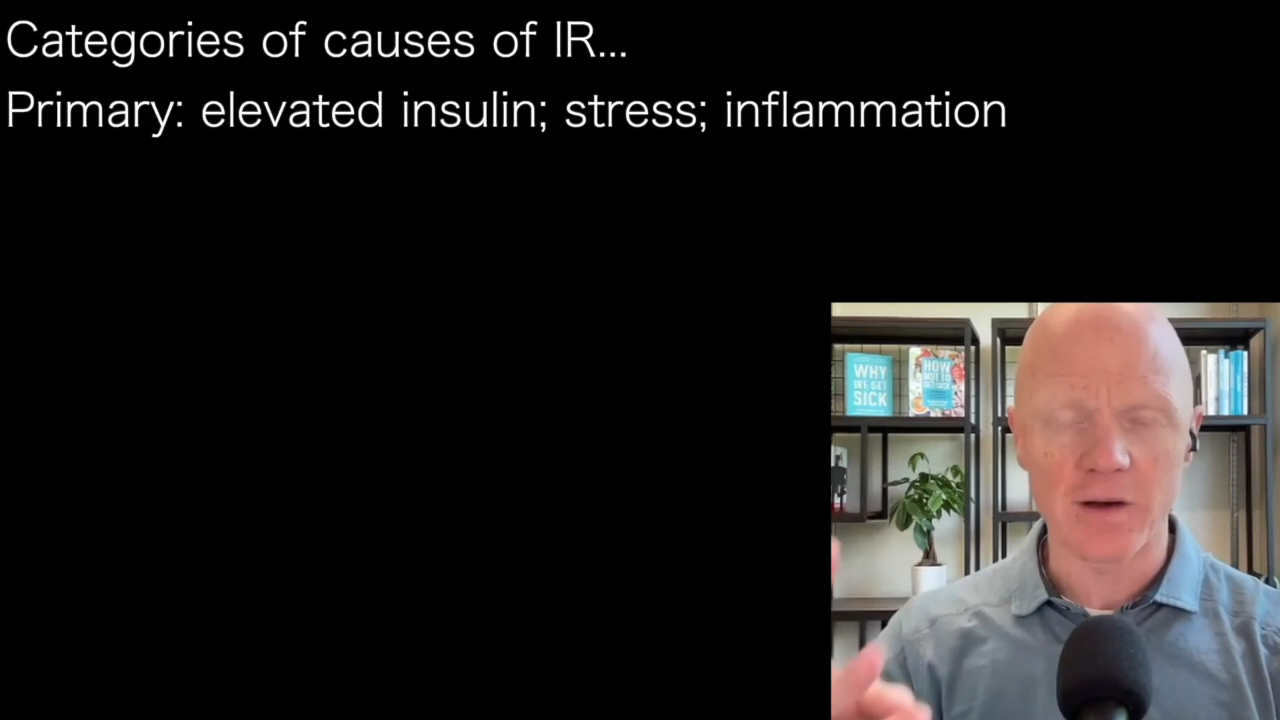 Categories of causes of IR...
Primary: elevated insulin; stress; inflammation
WHY
WE GET
SICK
HOW
NOT TO
GET SICK